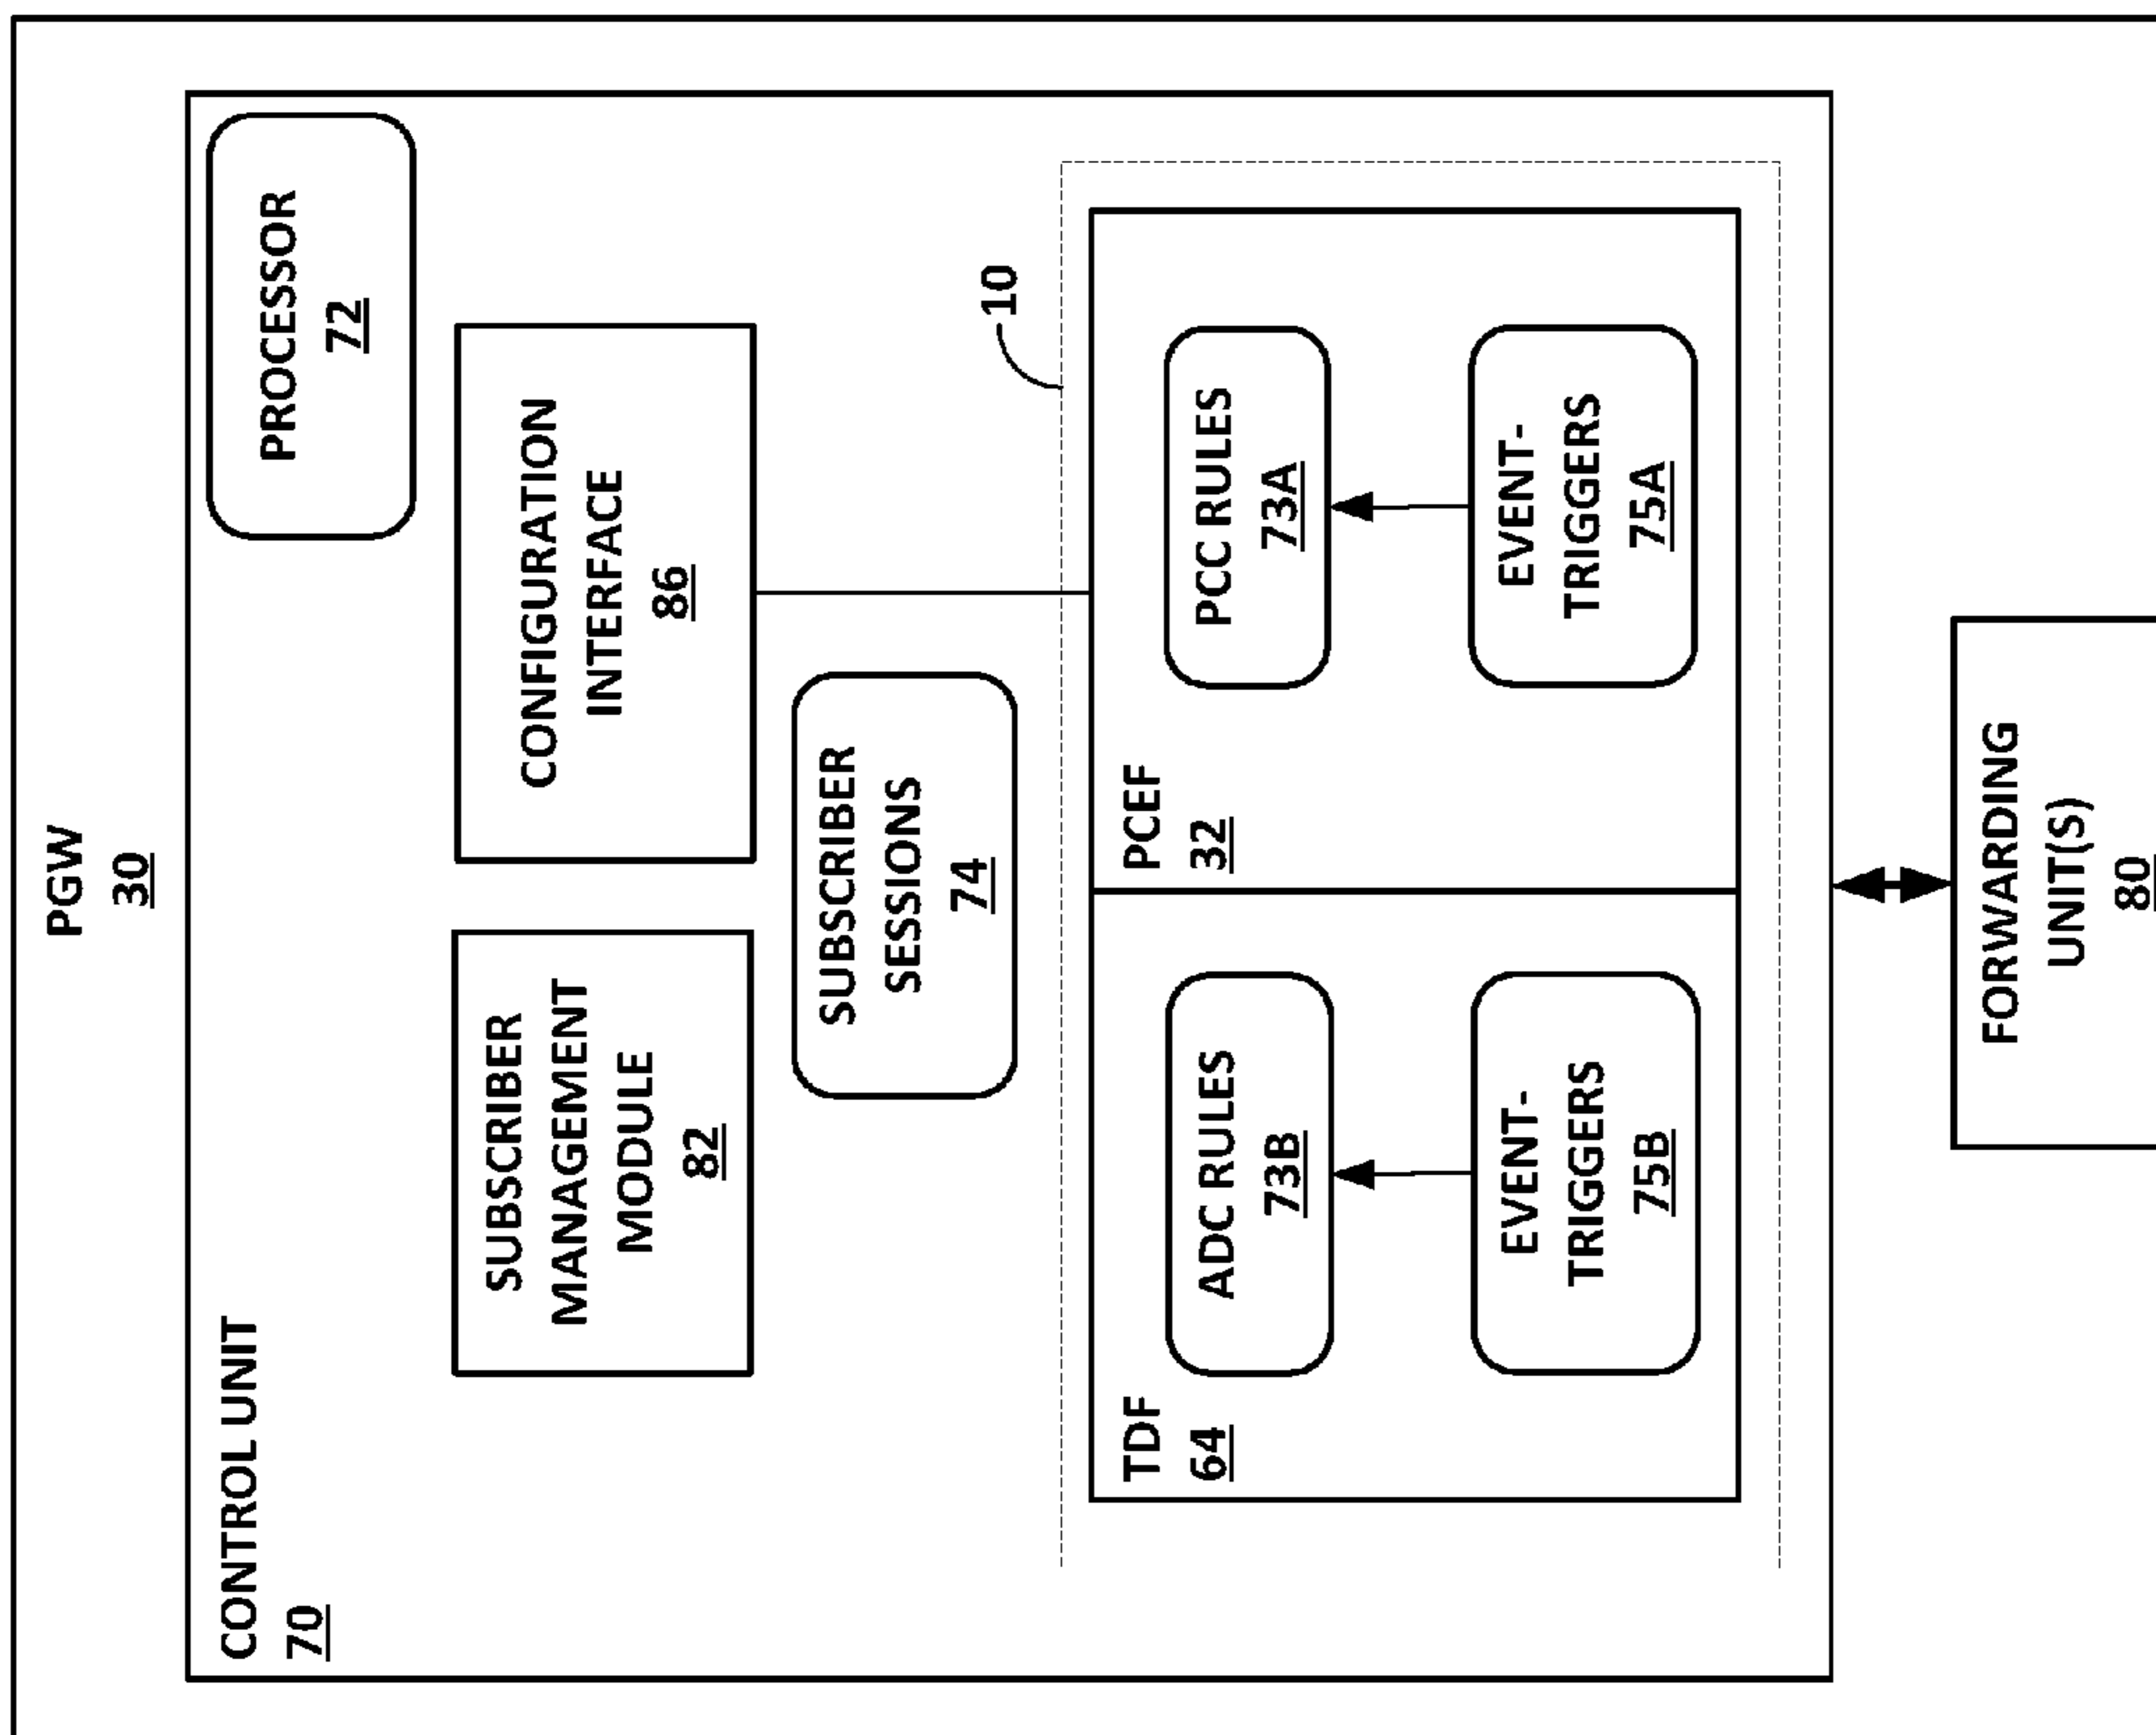 PGW
30
CONTROL UNIT
70
PROCESSOR
72
SUBSCRIBER
MANAGEMENT
MODULE
82
CONFIGURATION
INTERFACE
86
SUBSCRIBER
SESSIONS
74
10
TDF
64
ADC RULES
73B
EVENT-
TRIGGERS
75B
PCEF
32
PCC RULES
73A
EVENT-
TRIGGERS
75A
FORWARDING
UNIT(S)
80